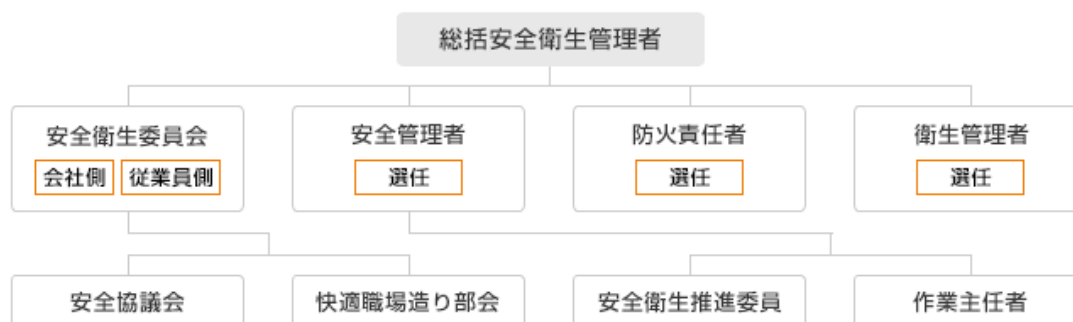 総括安全衛生管理者
安全衛生委員会
会社側 従業員側
安全管理者
選任
防火責任者
選任
衛生管理者
選任
安全協議会
快適職場造り部会
安全衛生推進委員
作業主任者